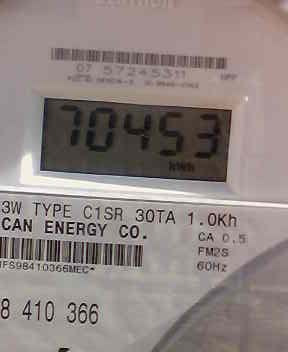 07 57245311
70453
kWh
3W TYPE C1SR 30TA 1.0Kh
CAN ENERGY CO.
CA 0.5
FM2S
60Hz
FS98410366MEC*
8 410 366